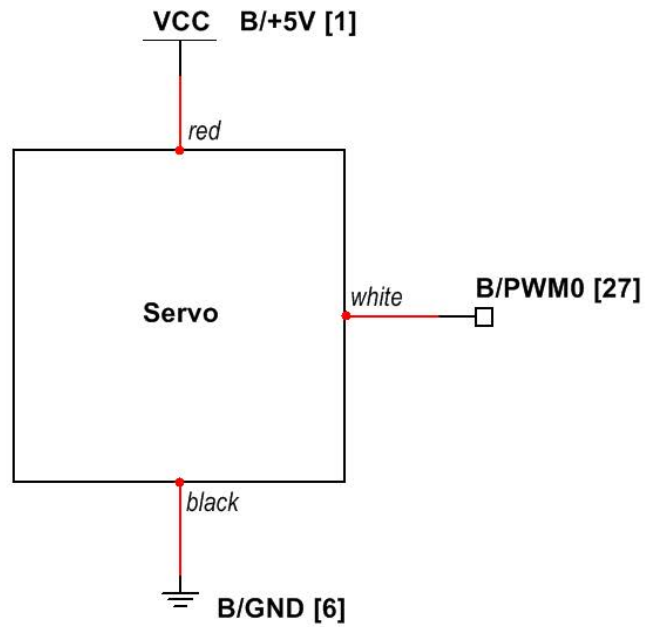 VCC B/+5V [1]
red
Servo
white
B/PWM0 [27]
black
B/GND [6]